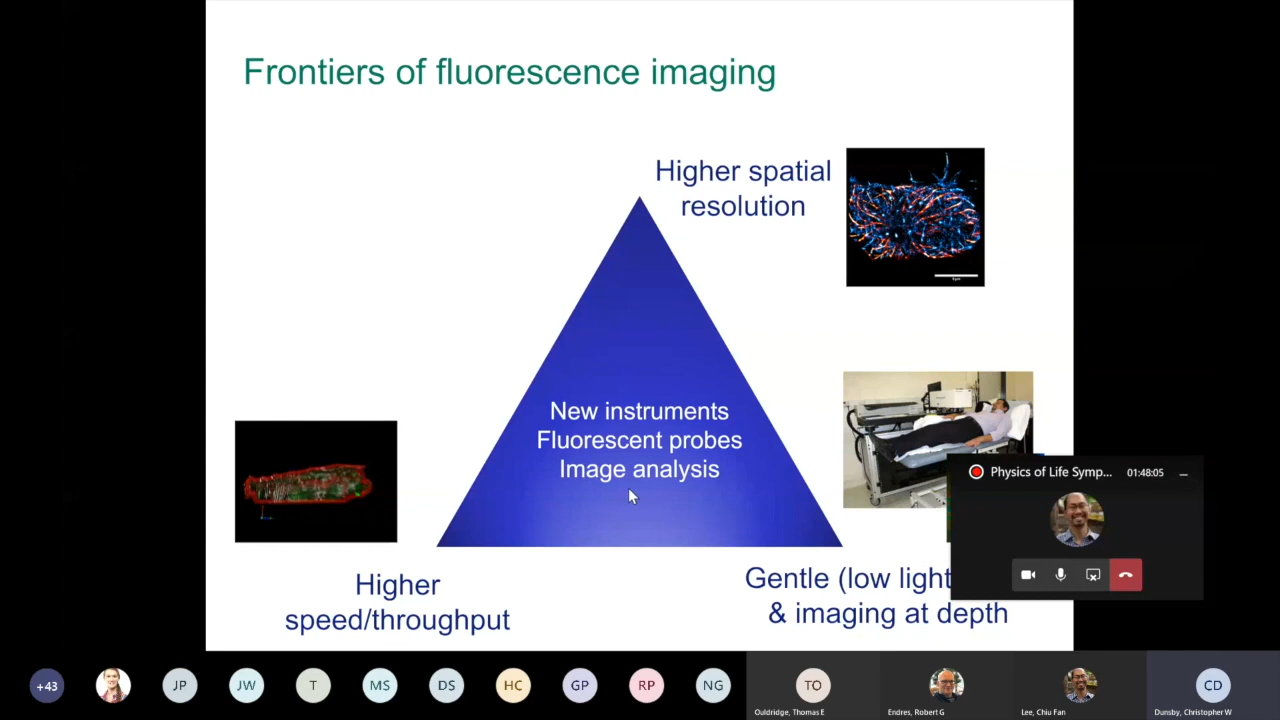 Frontiers of fluorescence imaging
Higher spatial
resolution
New instruments
Fluorescent probes
Image analysis
Physics of Life Symp...
01:48:05
Higher
speed/throughput
Gentle (low light
& imaging at depth
+43
JP
JW
T
MS
DS
HC
GP
RP
NG
TO
CD
Ouldridge, Thomas E
Endres, Robert G
Lee, Chiu Fan
Dunsby, Christopher W